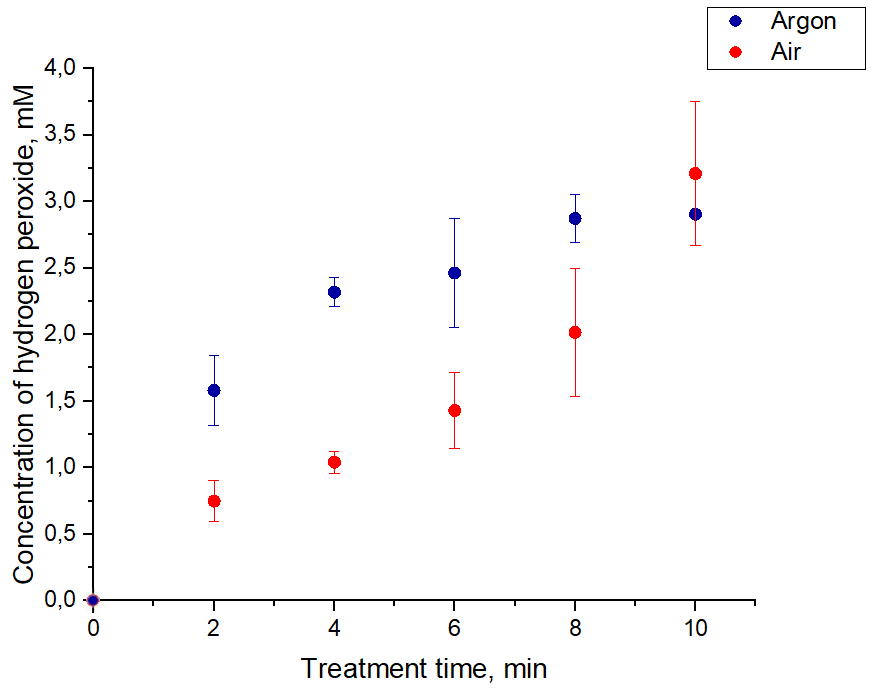 Argon
Air
Concentration of hydrogen peroxide, mM
4,0
3,5
3,0
2,5
2,0
1,5
1,0
0,5
0,0
0 2 4 6 8 10
Treatment time, min